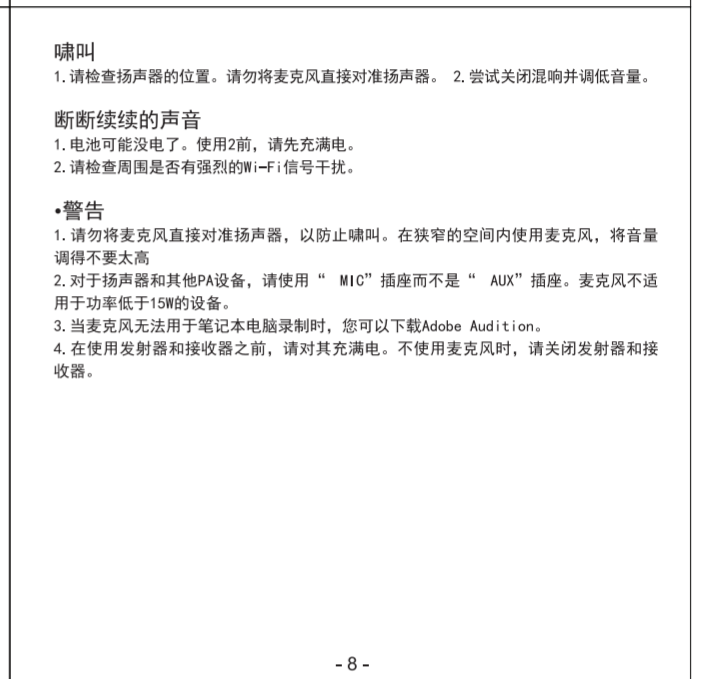 啸叫
1.请检查扬声器的位置。请勿将麦克风直接对准扬声器。 2.尝试关闭混响并调低音量。
断断续续的声音
1.电池可能没电了。使用2前，请先充满电。
2.请检查周围是否有强烈的Wi-Fi信号干扰。
•警告
1.请勿将麦克风直接对准扬声器，以防止啸叫。在狭窄的空间内使用麦克风，将音量
调得不要太高
2.对于扬声器和其他PA设备，请使用“ MIC”插座而不是“ AUX”插座。麦克风不适
用于功率低于15W的设备。
3.当麦克风无法用于笔记本电脑录制时，您可以下载Adobe Audition。
4.在使用发射器和接收器之前，请对其充满电。不使用麦克风时，请关闭发射器和接
收器。
-8-